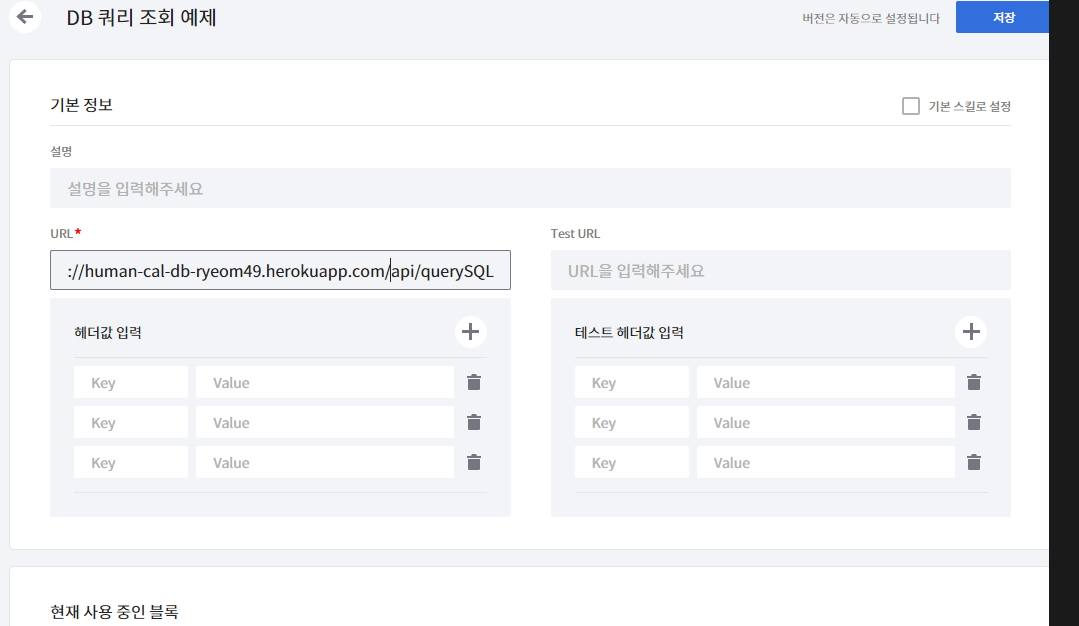 DB 쿼리 조회 예제
버전은 자동으로 설정됩니다
저장
기본 정보
기본 스킬로 설정
설명
설명을 입력해주세요
URL*
://human-cal-db-ryeom49.herokuapp.com/api/querySQL
헤더값 입력
Key Value
Key Value
Key Value
Test URL
URL을 입력해주세요
테스트 헤더값 입력
Key Value
Key Value
Key Value
현재 사용 중인 블록